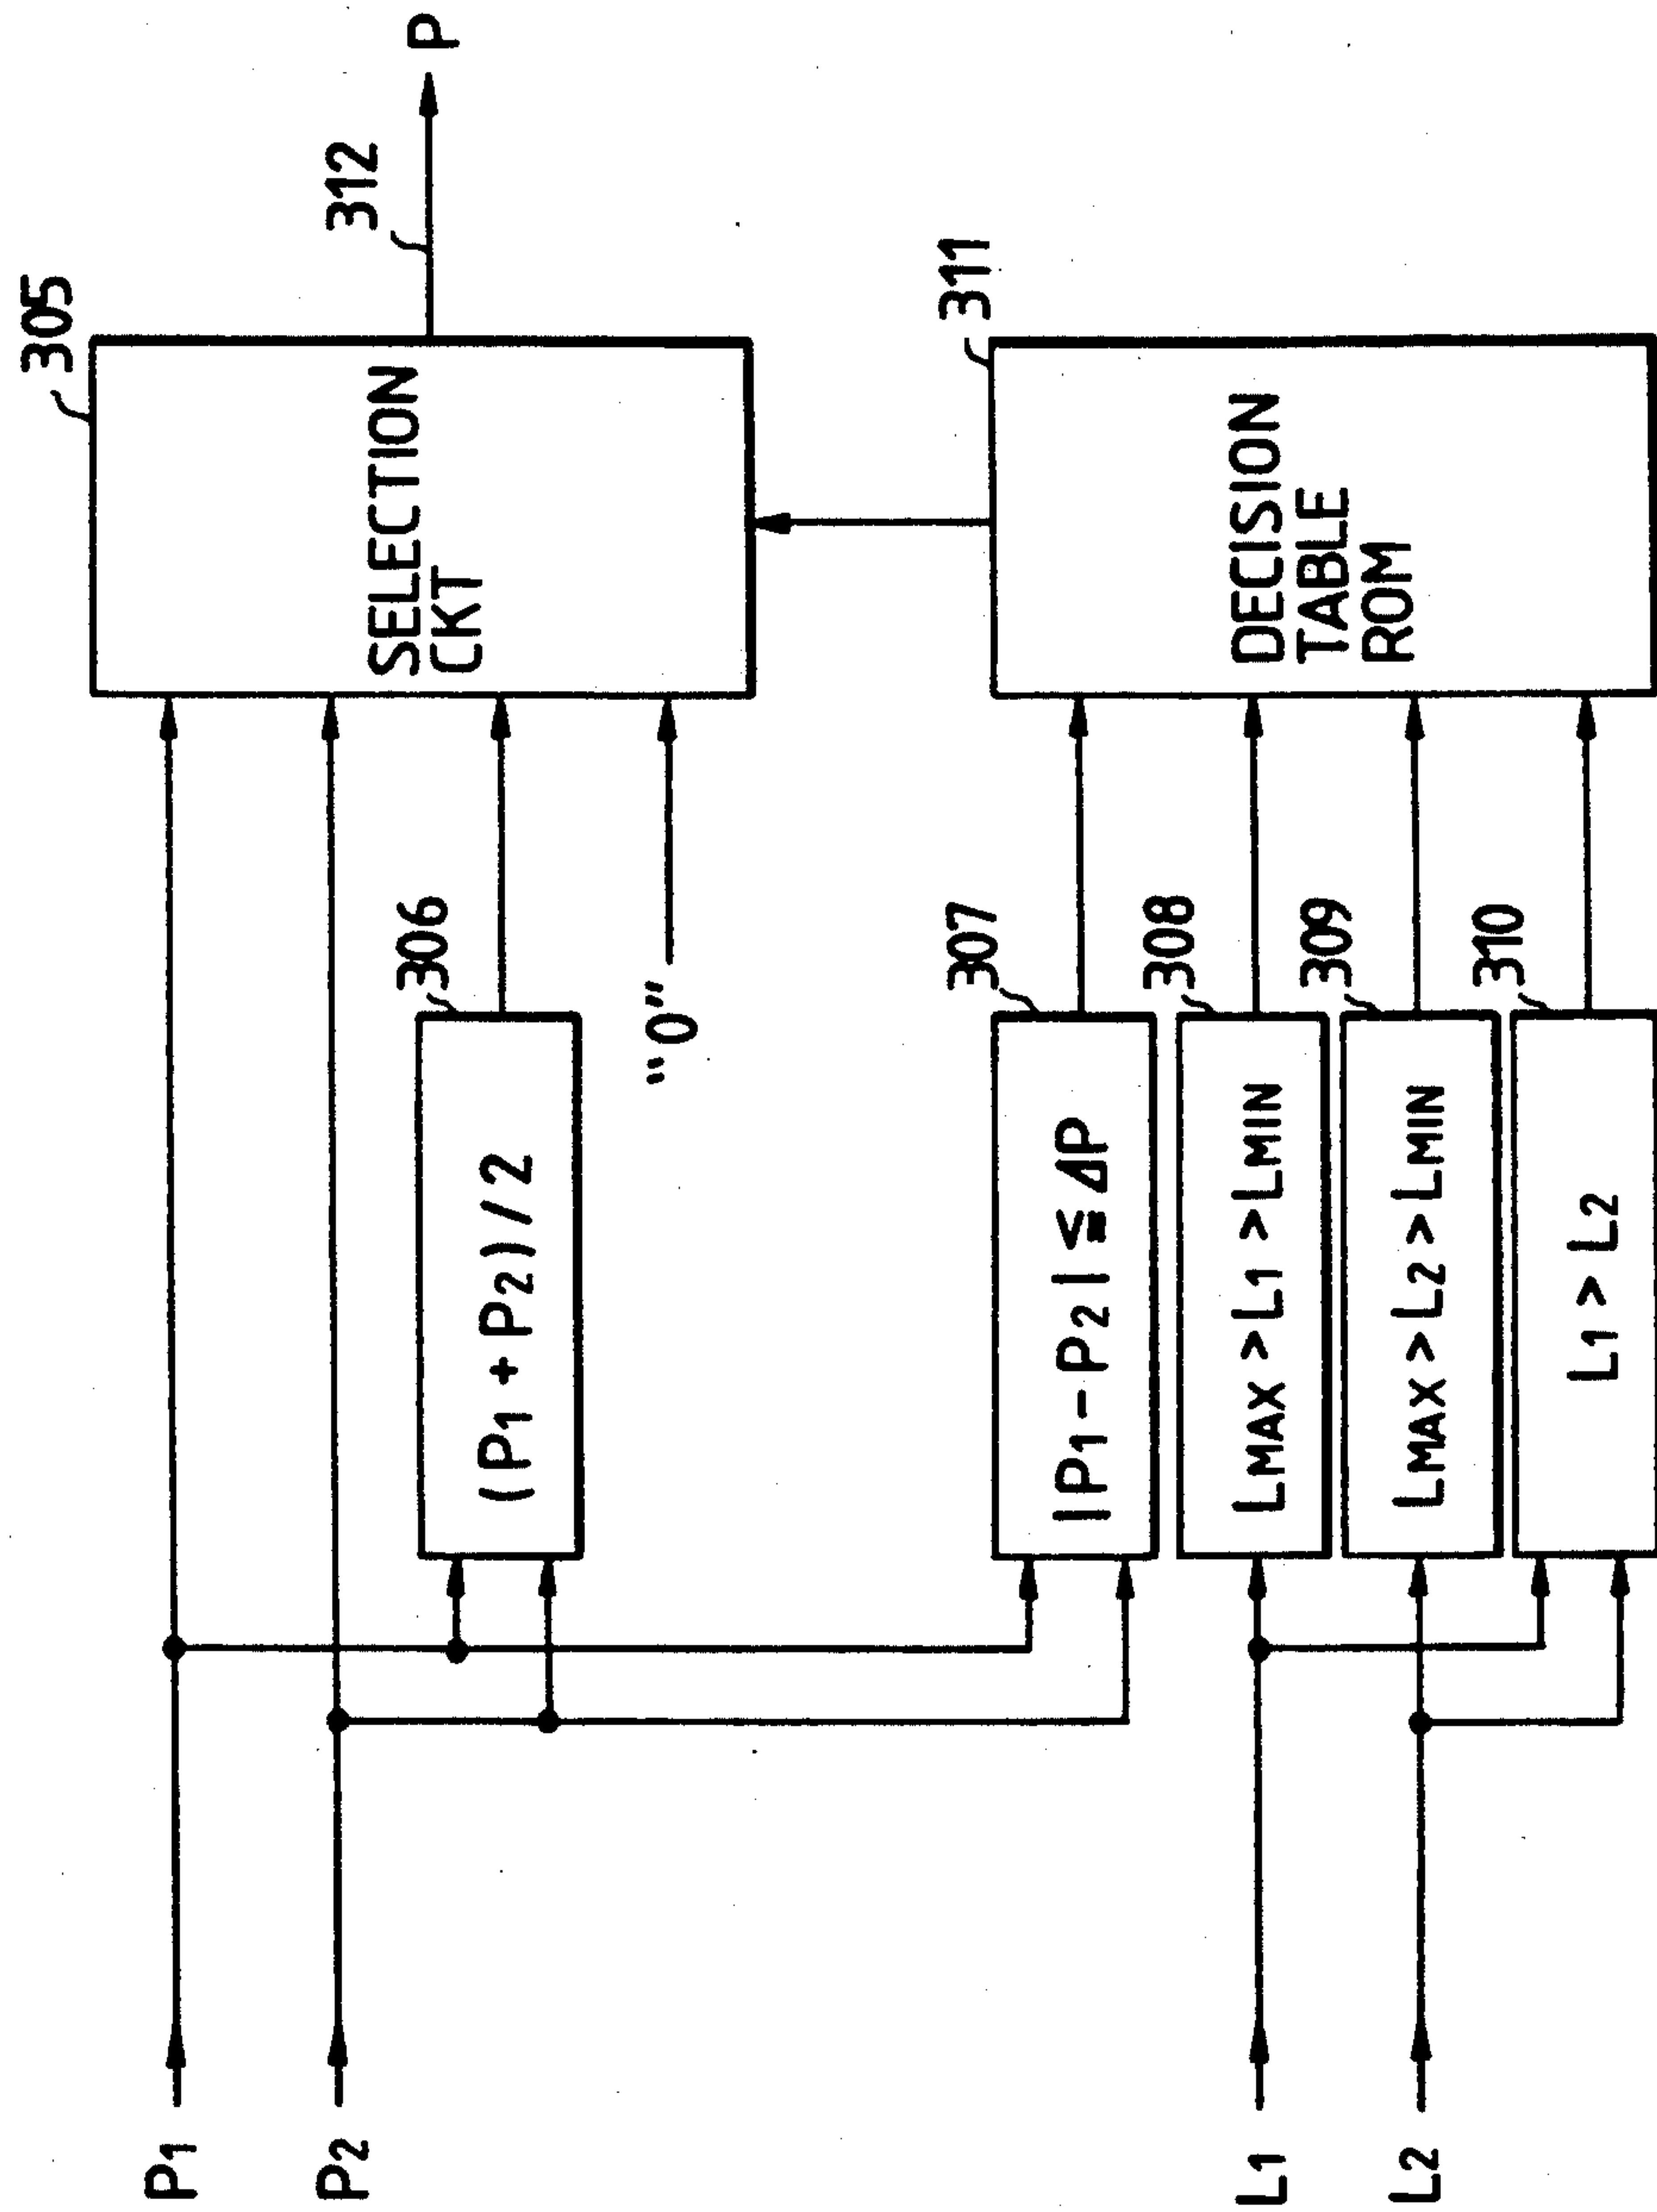 305
SELECTION
CKT
312
P
P1
P2
306
(P1 + P2) / 2
"0"
307
|P1 - P2| ≦ ΔP
308
LMAX > L1 > LMIN
309
LMAX > L2 > LMIN
310
L1 > L2
311
DECISION
TABLE
ROM
L1
L2